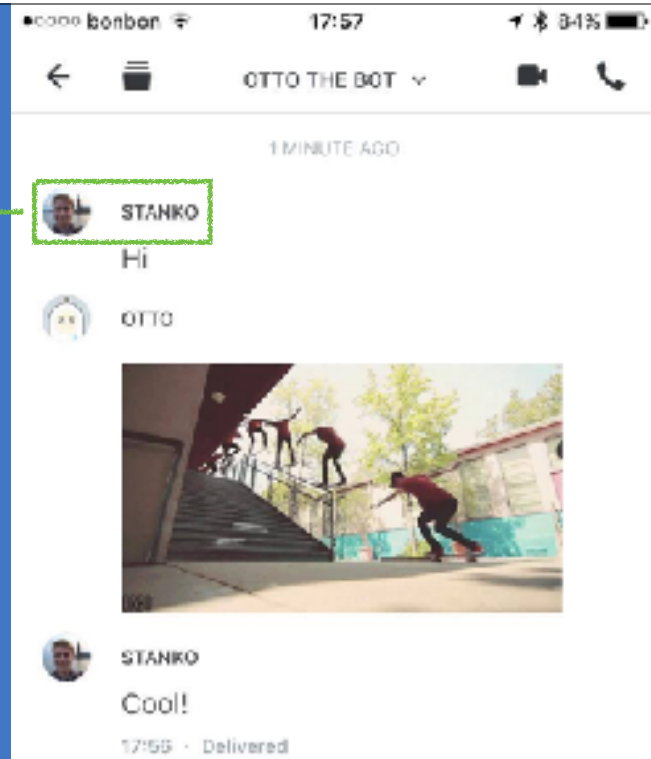 bonbon 17:57 84%
OTTO THE BOT
1 MINUTE AGO
STANKO
Hi
OTTO
STANKO
Cool!
17:56 · Delivered